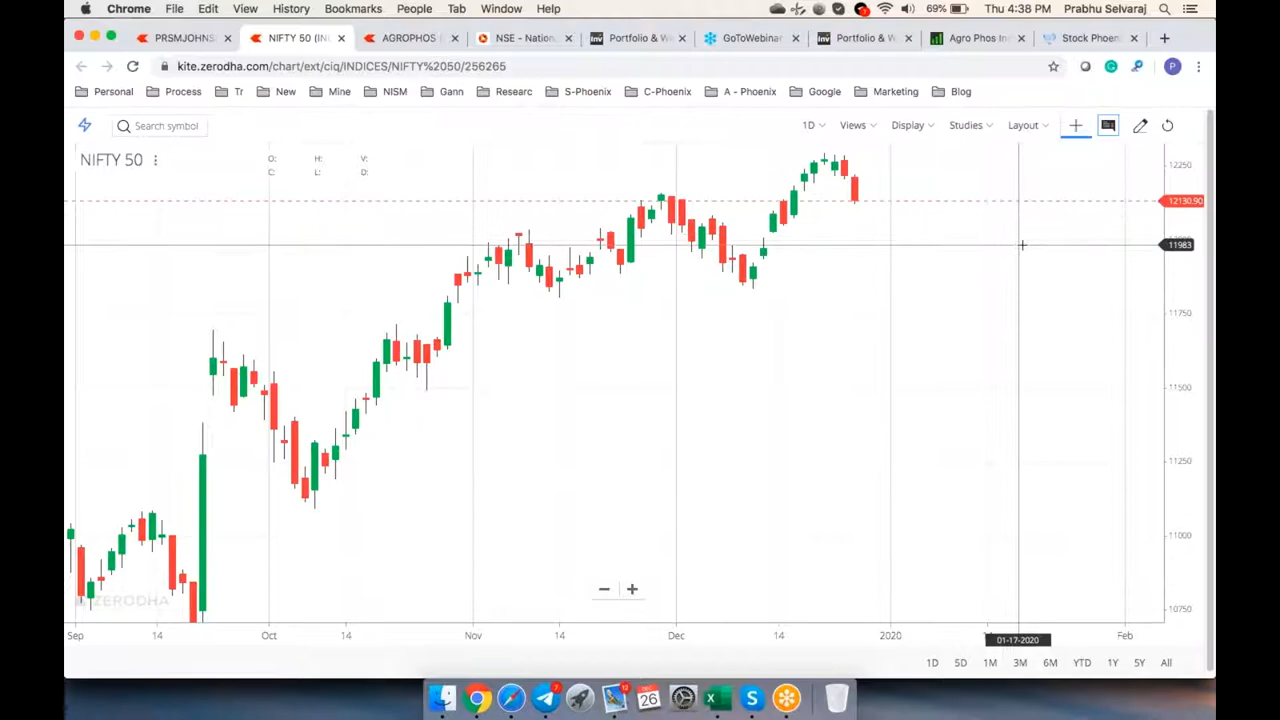 Chrome File Edit View History Bookmarks People Tab Window Help 69% Thu 4:38 PM Prabhu Selvaraj
PRSMJOHNS NIFTY 50 (IN AGROPHOS NSE - Nation Portfolio & W GoToWebinar Portfolio & W Agro Phos In Stock Phoen
kite.zerodha.com/chart/ext/ciq/INDICES/NIFTY%2050/256265 P
Personal Process Tr New Mine NISM Gann Researc S-Phoenix C-Phoenix A - Phoenix Google Marketing Blog
Search symbol 1D Views Display Studies Layout
NIFTY 50 O: H: V:
C: L: D:
12250
12130.90
11983
11750
11500
11250
11000
10750
ZERODHA
Sep 14 Oct 14 Nov 14 Dec 14 2020 Feb
01-17-2020
1D 5D 1M 3M 6M YTD 1Y 5Y All
DEC
26